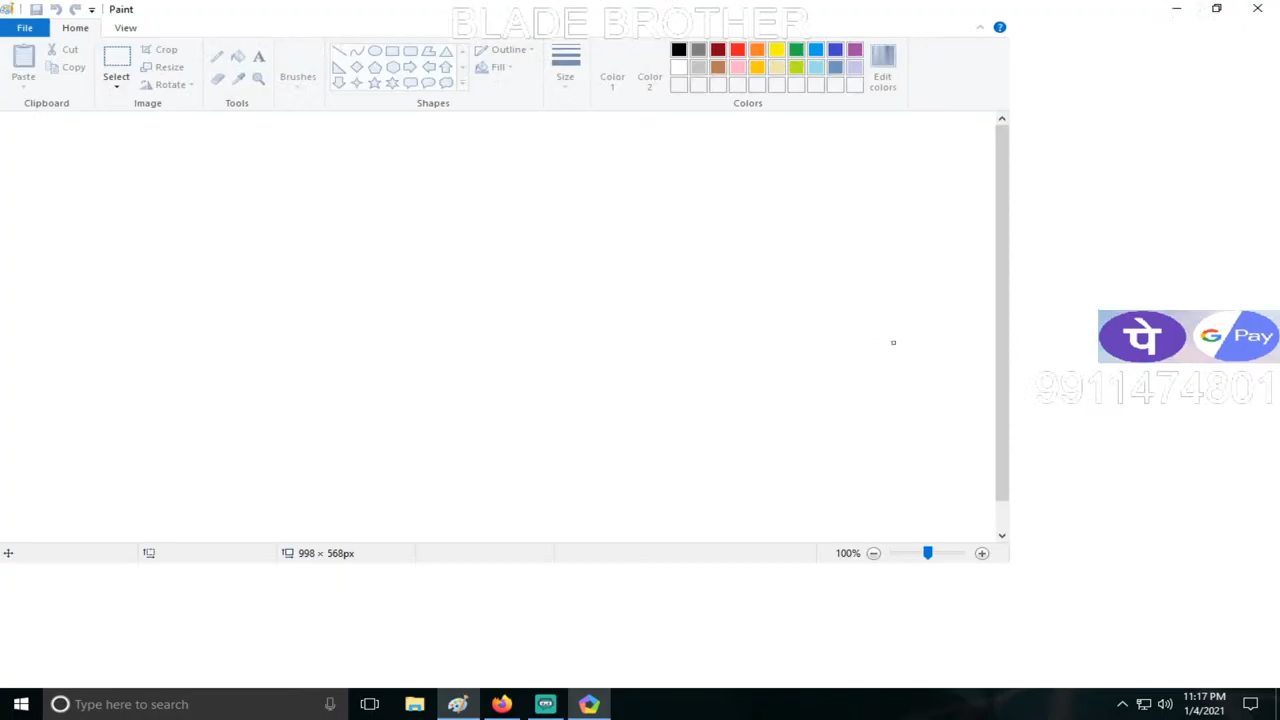 Paint
BLADE BROTHER
File Home View
Paste
Cut
Copy
Clipboard
Select
Crop
Resize
Rotate
Image
A
Tools
Brushes
Outline
Fill
Shapes
Size
Color 1
Color 2
Edit colors
Colors
पे G Pay
9911474801
998 × 568px
100%
Type here to search
11:17 PM
1/4/2021